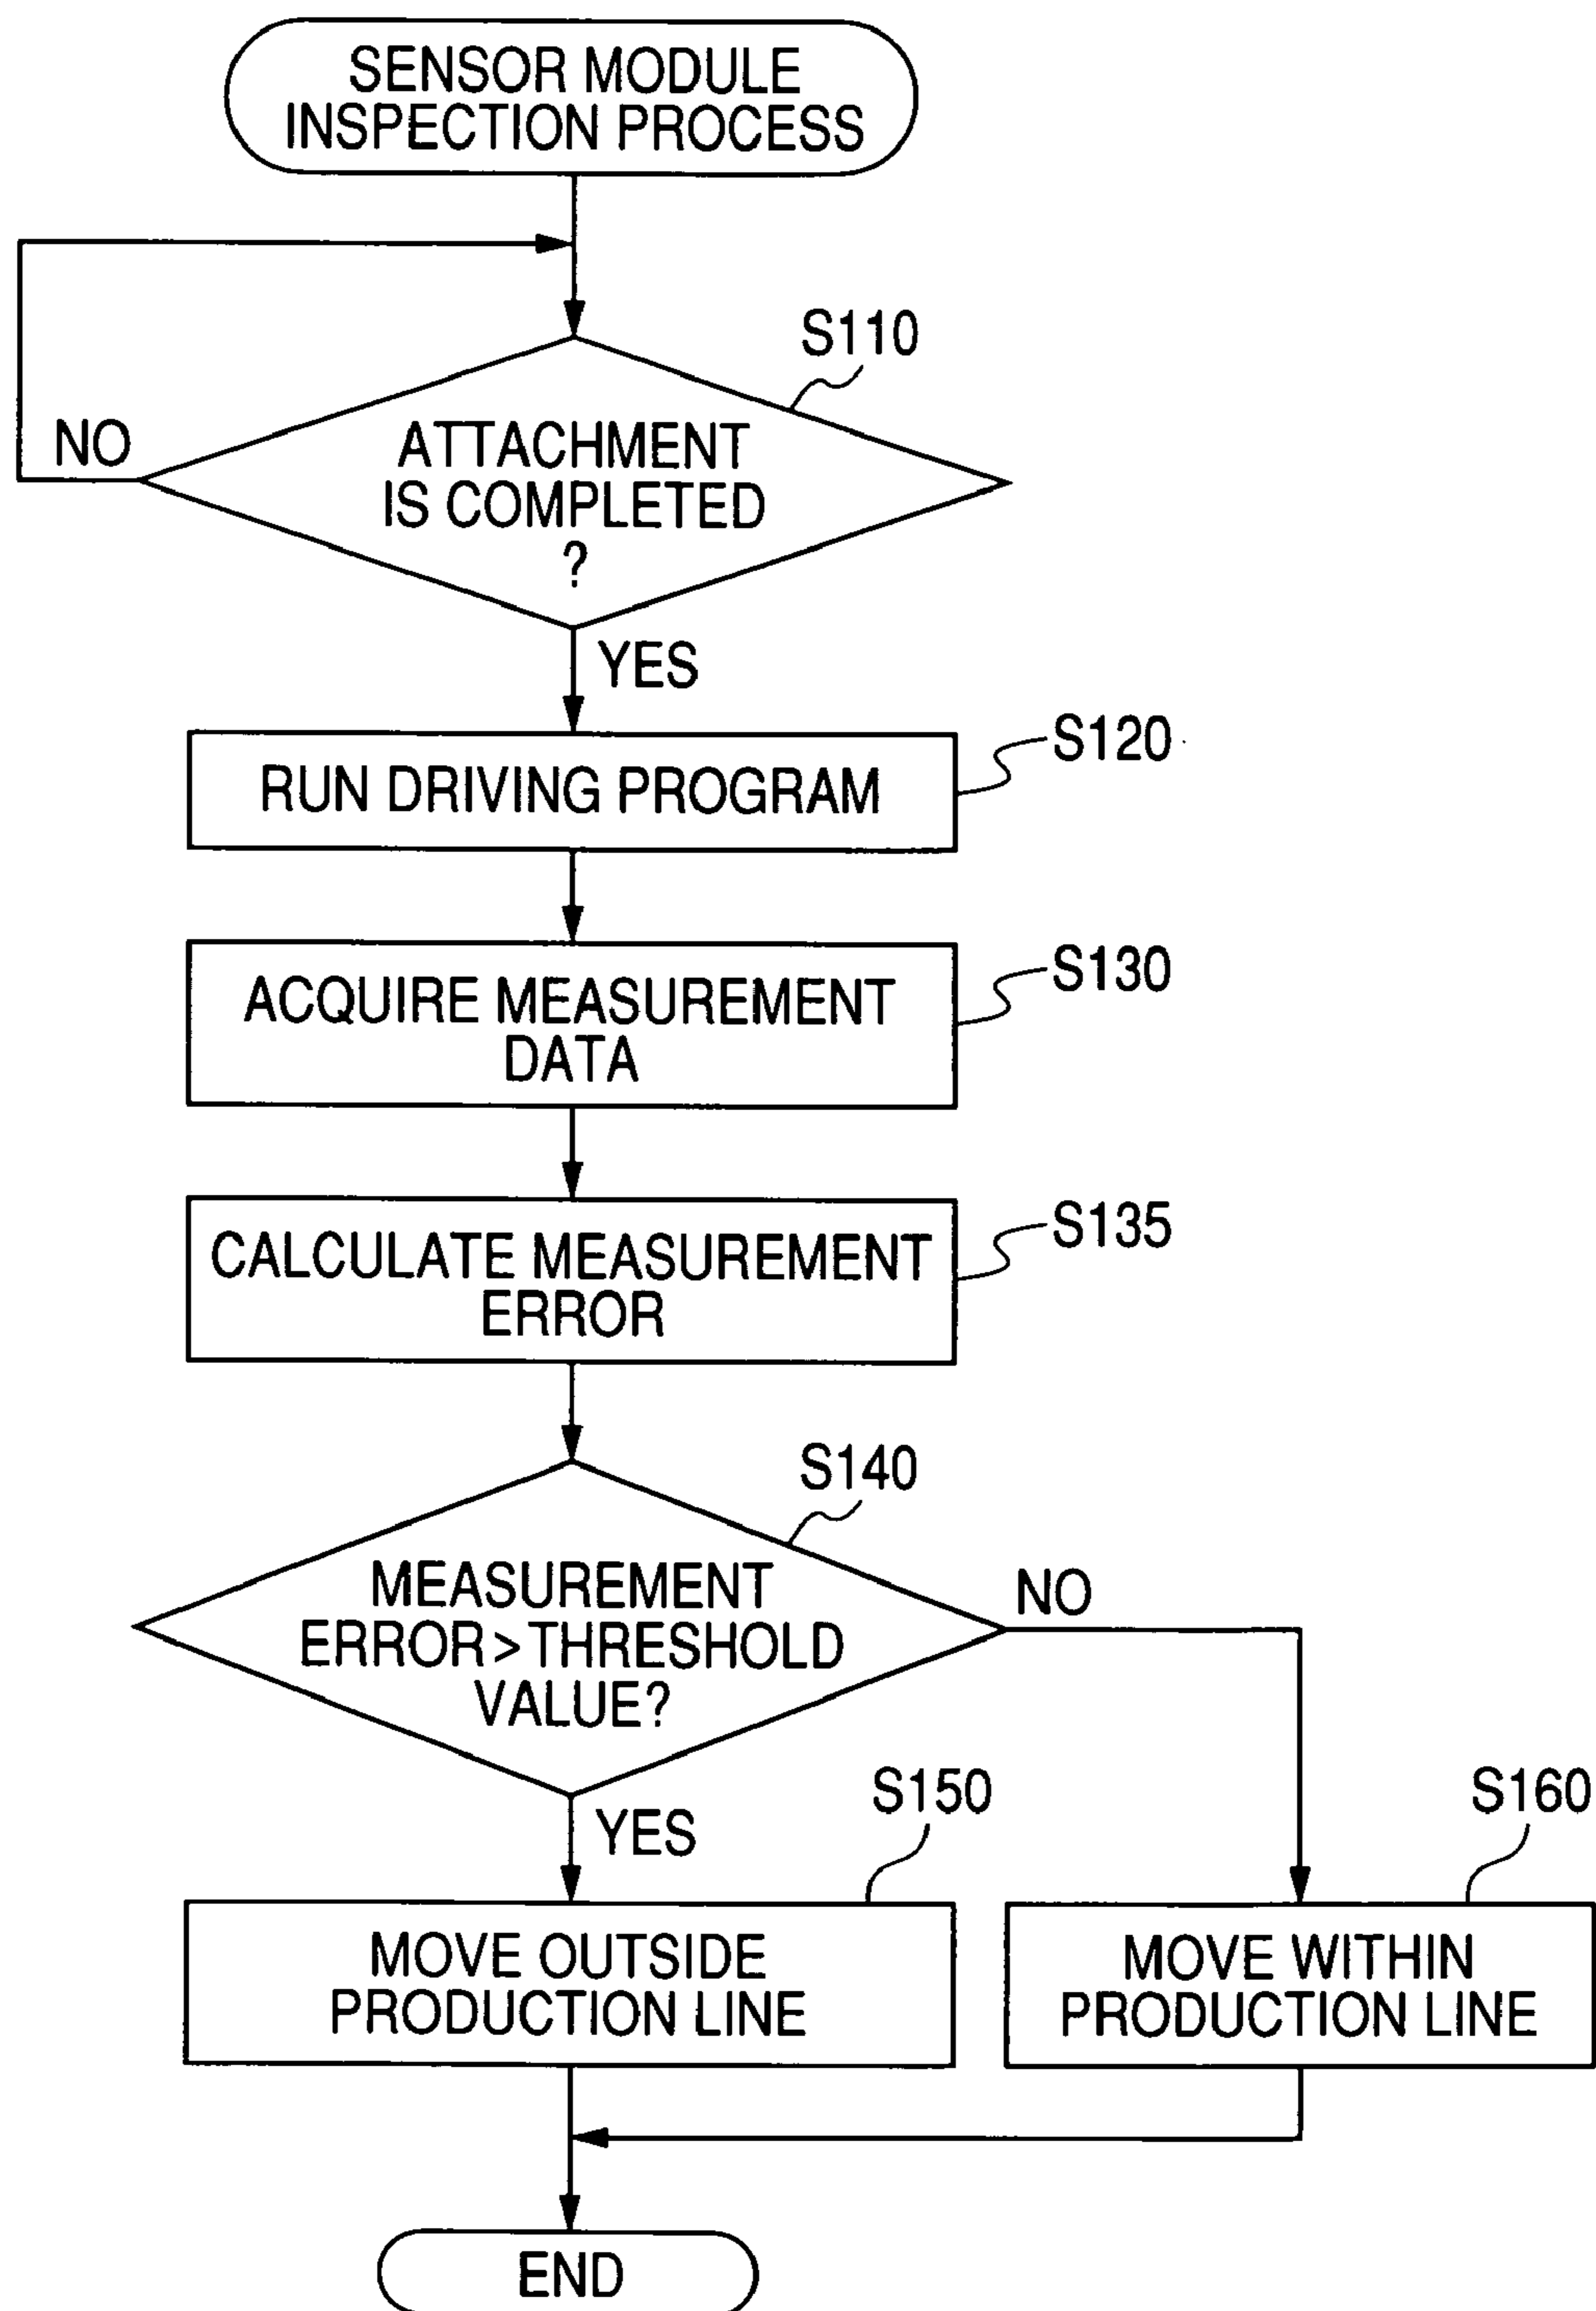 SENSOR MODULE
INSPECTION PROCESS
S110
NO
ATTACHMENT
IS COMPLETED
?
YES
S120
RUN DRIVING PROGRAM
S130
ACQUIRE MEASUREMENT
DATA
S135
CALCULATE MEASUREMENT
ERROR
S140
MEASUREMENT
ERROR>THRESHOLD
VALUE?
NO
YES
S150
S160
MOVE OUTSIDE
PRODUCTION LINE
MOVE WITHIN
PRODUCTION LINE
END